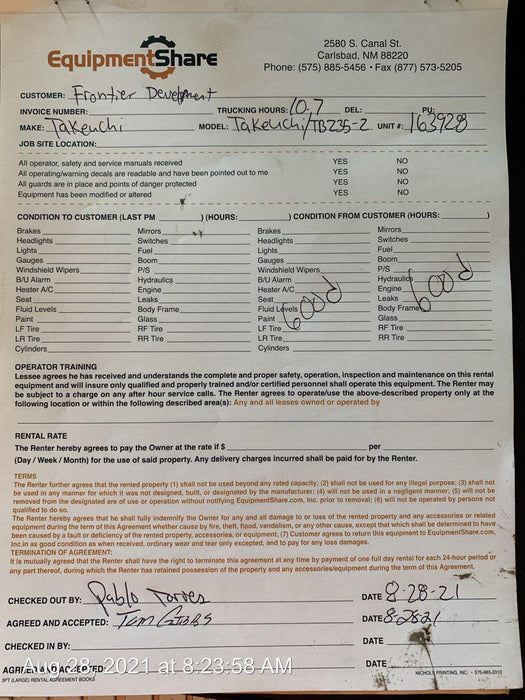 EquipmentShare
2580 S. Canal St.
Carlsbad, NM 88220
Phone: (575) 885-5456 • Fax (877) 573-5205
CUSTOMER: Frontier Development
INVOICE NUMBER: TRUCKING HOURS: 10.7 DEL: PU:
MAKE: Takeuchi MODEL: Takeuchi/TB235-2 UNIT #: 163928
JOB SITE LOCATION:
All operator, safety and service manuals received YES NO
All operating/warning decals are readable and have been pointed out to me YES NO
All guards are in place and points of danger protected YES NO
Equipment has been modified or altered YES NO
CONDITION TO CUSTOMER (LAST PM ) (HOURS: ) CONDITION FROM CUSTOMER (HOURS: )
Brakes Mirrors Brakes Mirrors
Headlights Switches Headlights Switches
Lights Fuel Lights Fuel
Gauges Boom Gauges Boom
Windshield Wipers P/S Windshield Wipers P/S
B/U Alarm Hydraulics B/U Alarm Hydraulics
Heater A/C Engine Heater A/C Engine
Seat Leaks Seat Leaks
Fluid Levels Body Frame Fluid Levels Good Body Frame Good
Paint Glass Paint Glass
LF Tire RF Tire LF Tire RF Tire
LR Tire RR Tire LR Tire RR Tire
Cylinders Cylinders
OPERATOR TRAINING
Lessee agrees he has received and understands the complete and proper safety, operation, inspection and maintenance on this rental
equipment and will insure only qualified and properly trained and/or certified personnel shall operate this equipment. The Renter may
be subject to a charge on any after hour service calls. The Renter agrees to operate/use the above-described property only at the
following location or within the following described area(s): Any and all leases owned or operated by
RENTAL RATE
The Renter hereby agrees to pay the Owner at the rate if $ per
(Day / Week / Month) for the use of said property. Any delivery charges incurred shall be paid for by the Renter.
TERMS
The Renter further agrees that the rented property (1) shall not be used beyond any rated capacity; (2) shall not be used for any illegal purpose; (3) shall not
be used in any manner for which it was not designed, built, or designated by the manufacturer; (4) will not be used in a negligent manner; (5) will not be
removed from the designated are of use or operation without notifying EquipmentShare.com, Inc. prior to removal; (6) will not be operated by persons not
qualified to do so.
The Renter hereby agrees that he shall fully indemnify the Owner for any and all damage to or loss of the rented property and any accessories or related
equipment during the term of this Agreement whether cause by fire, theft, flood, vandalism, or any other cause, except that which shall be determined to have
been caused by a fault or deficiency of the rented property, accessories, or equipment; (7) Customer agrees to return this equipment to EquipmentShare.com,
Inc.in as good condition as when received, ordinary wear and tear only excepted, and to pay for any loss damages.
TERMINATION OF AGREEMENT:
It is mutually agreed that the Renter shall have the right to terminate this agreement at any time by payment of one full day rental for each 24-hour period or
any part thereof, during which the Renter has retained possession of the property and any accessories/equipment during the term of this Agreement.
CHECKED OUT BY: Pablo Torres DATE 8-28-21
AGREED AND ACCEPTED: Tom Gibbs DATE 8-2821
CHECKED IN BY: DATE
AGREED AND ACCEPTED: DATE
Aug 28, 2021 at 8:23:58 AM
3PT (LARGE) RENTAL AGREEMENT BOOKS NICHOLS PRINTING, INC. • 575-885-3313